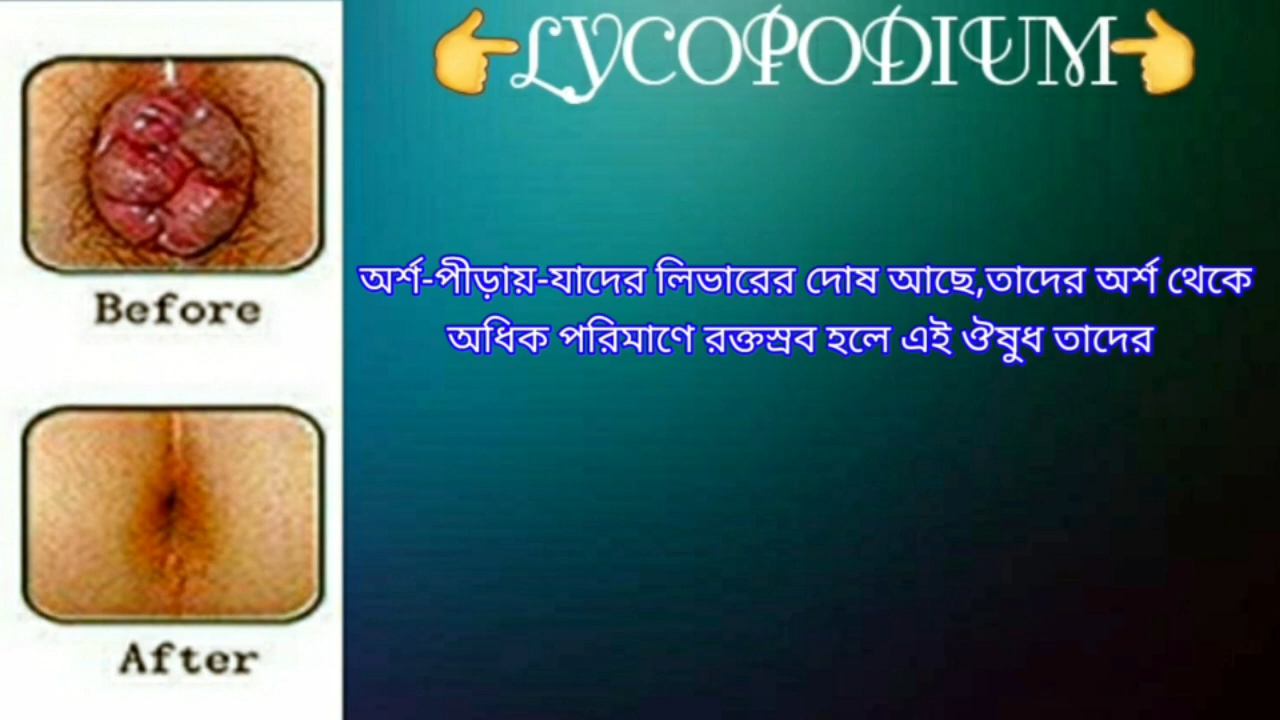 LYCOPODIUM
অর্শ-পীড়ায়-যাদের লিভারের দোষ আছে,তাদের অর্শ থেকে
অধিক পরিমাণে রক্তস্রব হলে এই ঔষুধ তাদের
Before
After